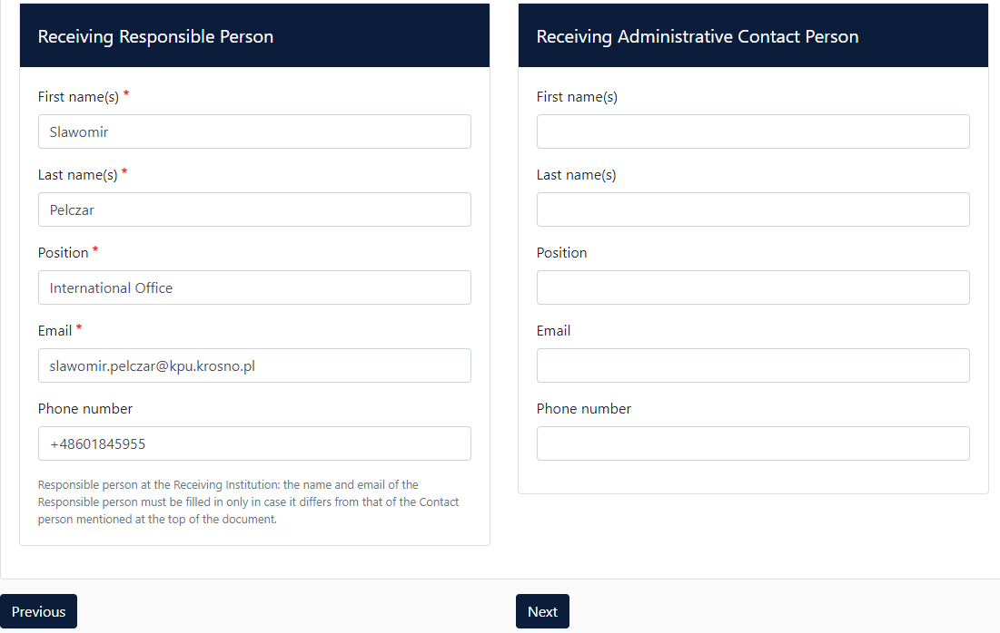 Receiving Responsible Person
First name(s) *
Slawomir
Last name(s) *
Pelczar
Position *
International Office
Email *
slawomir.pelczar@kpu.krosno.pl
Phone number
+48601845955
Responsible person at the Receiving Institution: the name and email of the
Responsible person must be filled in only in case it differs from that of the Contact
person mentioned at the top of the document.
Receiving Administrative Contact Person
First name(s)
Last name(s)
Position
Email
Phone number
Previous
Next